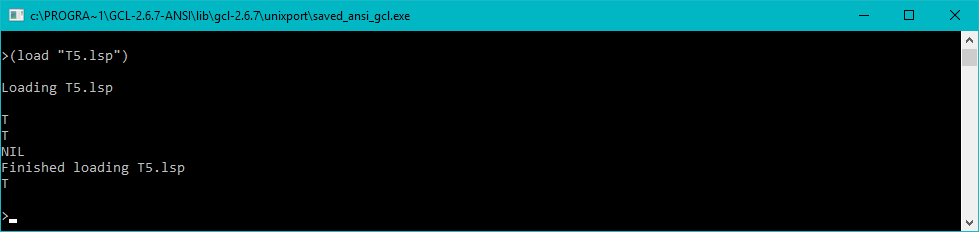 c:\PROGRA~1\GCL-2.6.7-ANSI\lib\gcl-2.6.7\unixport\saved_ansi_gcl.exe
>(load "T5.lsp")
Loading T5.lsp
T
T
NIL
Finished loading T5.lsp
T
>